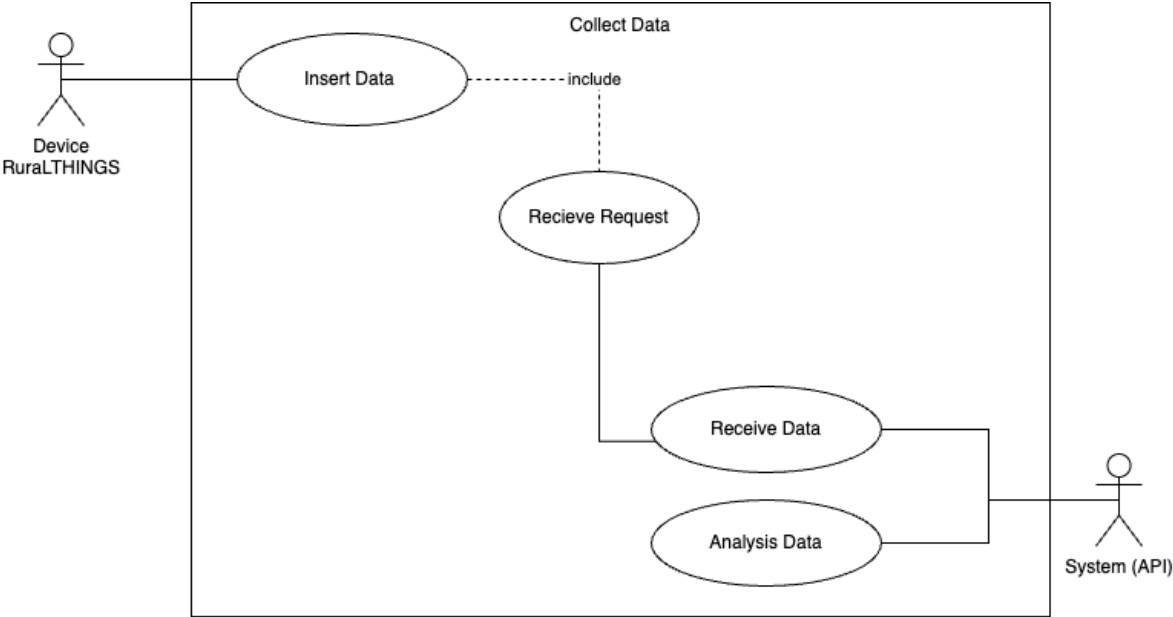 Collect Data
Insert Data
include
Device
RuraLTHINGS
Recieve Request
Receive Data
Analysis Data
System (API)